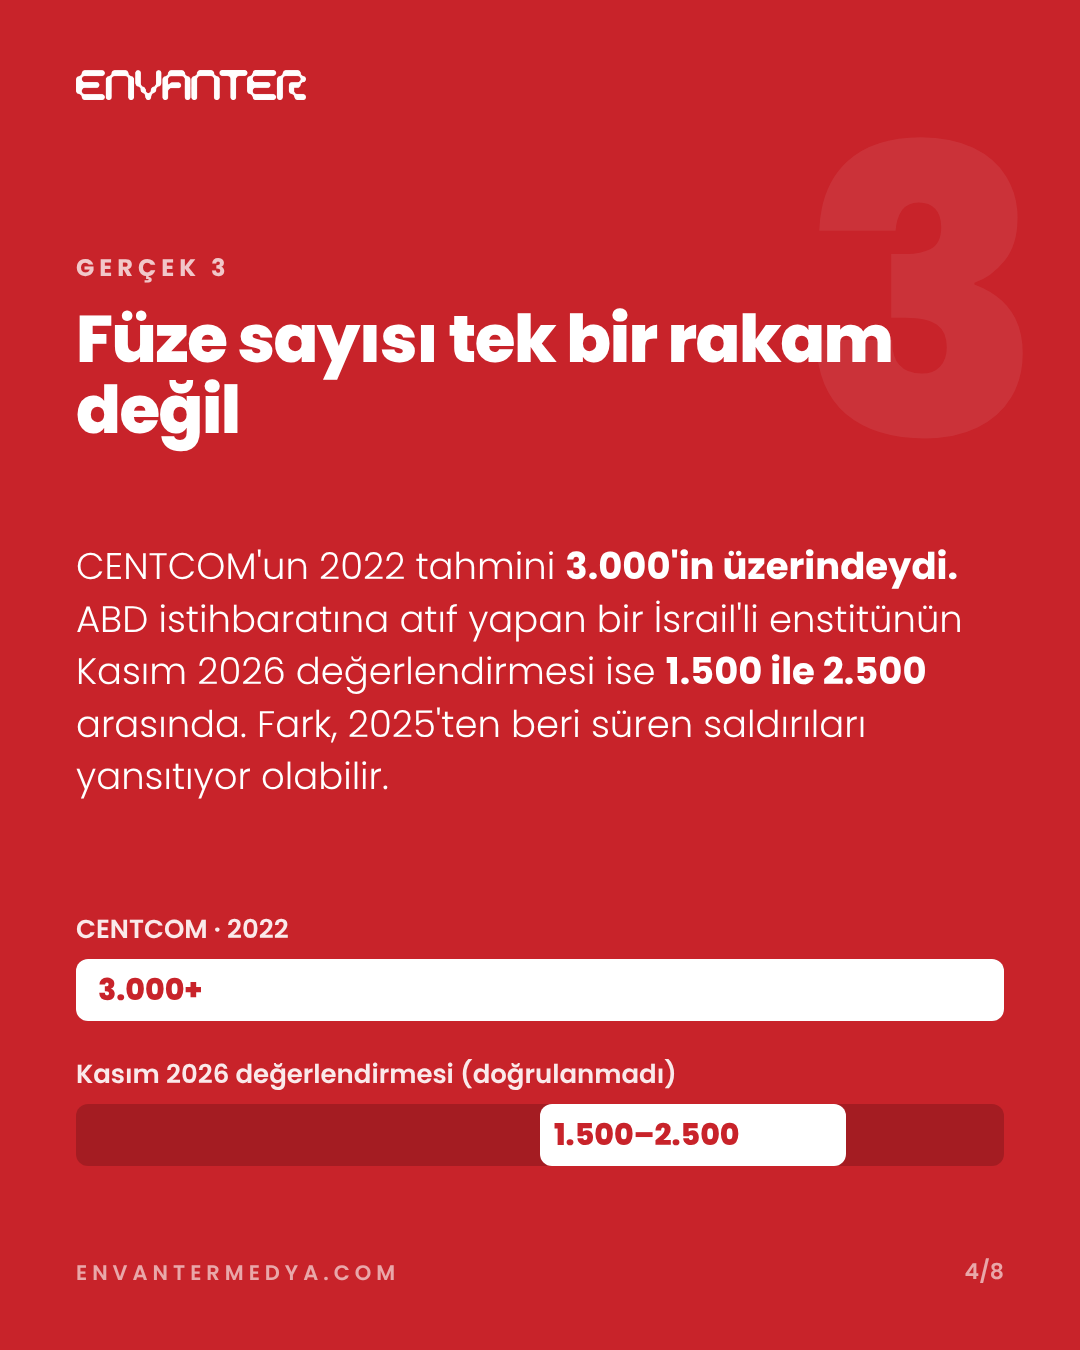 ENVANTER
3
GERÇEK 3
Füze sayısı tek bir rakam
değil
CENTCOM'un 2022 tahmini 3.000'in üzerindeydi.
ABD istihbaratına atıf yapan bir İsrail'li enstitünün
Kasım 2026 değerlendirmesi ise 1.500 ile 2.500
arasında. Fark, 2025'ten beri süren saldırıları
yansıtıyor olabilir.
CENTCOM · 2022
3.000+
Kasım 2026 değerlendirmesi (doğrulanmadı)
1.500–2.500
ENVANTERMEDYA.COM
4/8